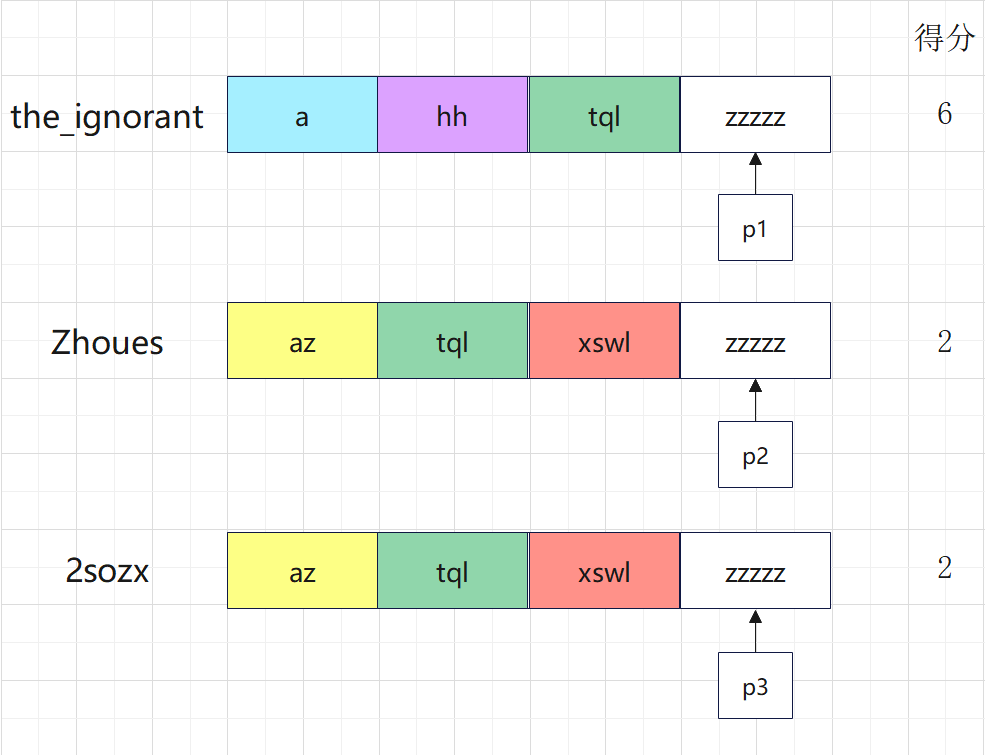 得分
the_ignorant a hh tql zzzzz 6
p1
Zhoues az tql xswl zzzzz 2
p2
2sozx az tql xswl zzzzz 2
p3